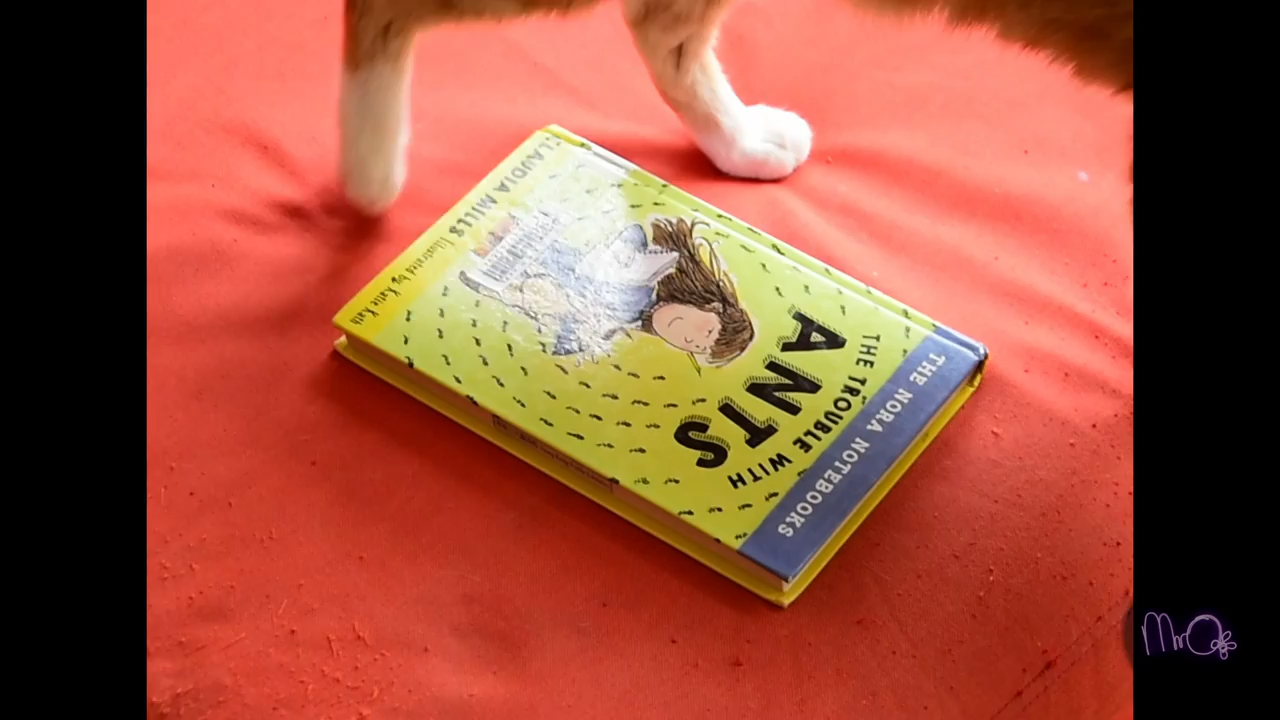 THE NORA NOTEBOOKS
THE TROUBLE WITH
ANTS
CLAUDIA MILLS
Illustrated by Katie Kath
MrO